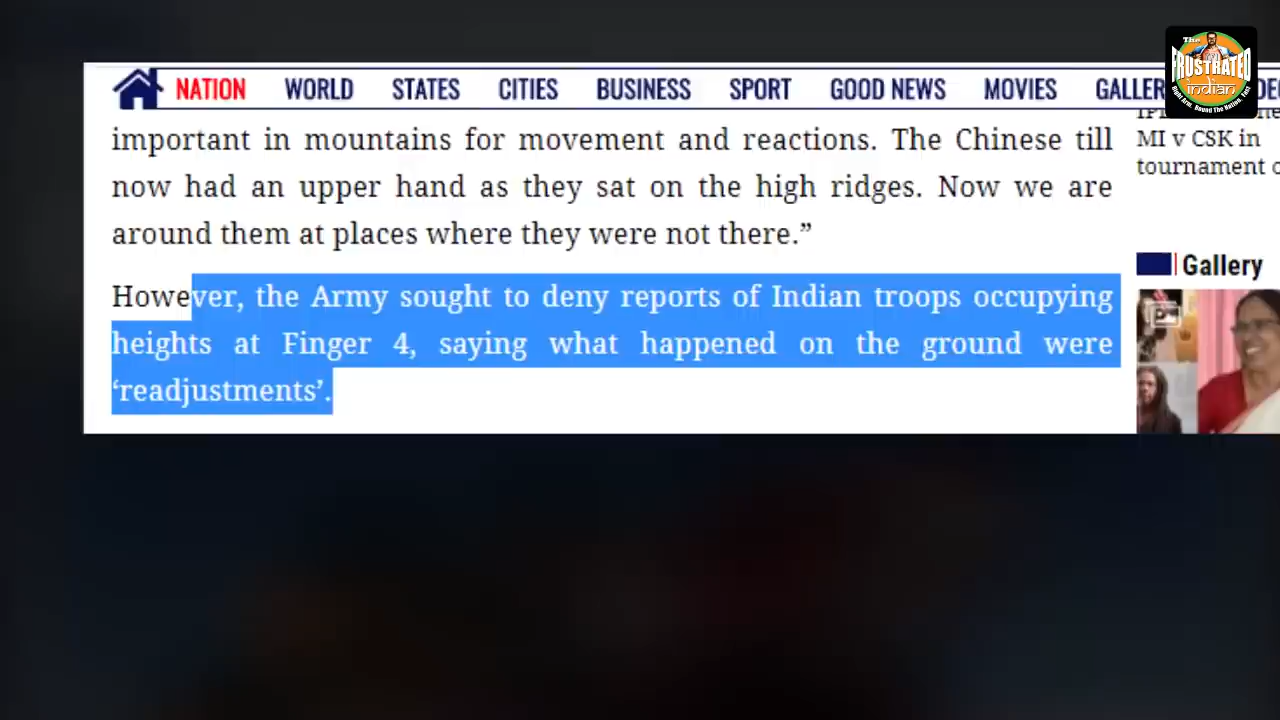 The
FRUSTRATED
indian
NATION WORLD STATES CITIES BUSINESS SPORT GOOD NEWS MOVIES
important in mountains for movement and reactions. The Chinese till
now had an upper hand as they sat on the high ridges. Now we are
around them at places where they were not there.”
However, the Army sought to deny reports of Indian troops occupying
heights at Finger 4, saying what happened on the ground were
‘readjustments’.
MI v CSK in
tournament
Gallery